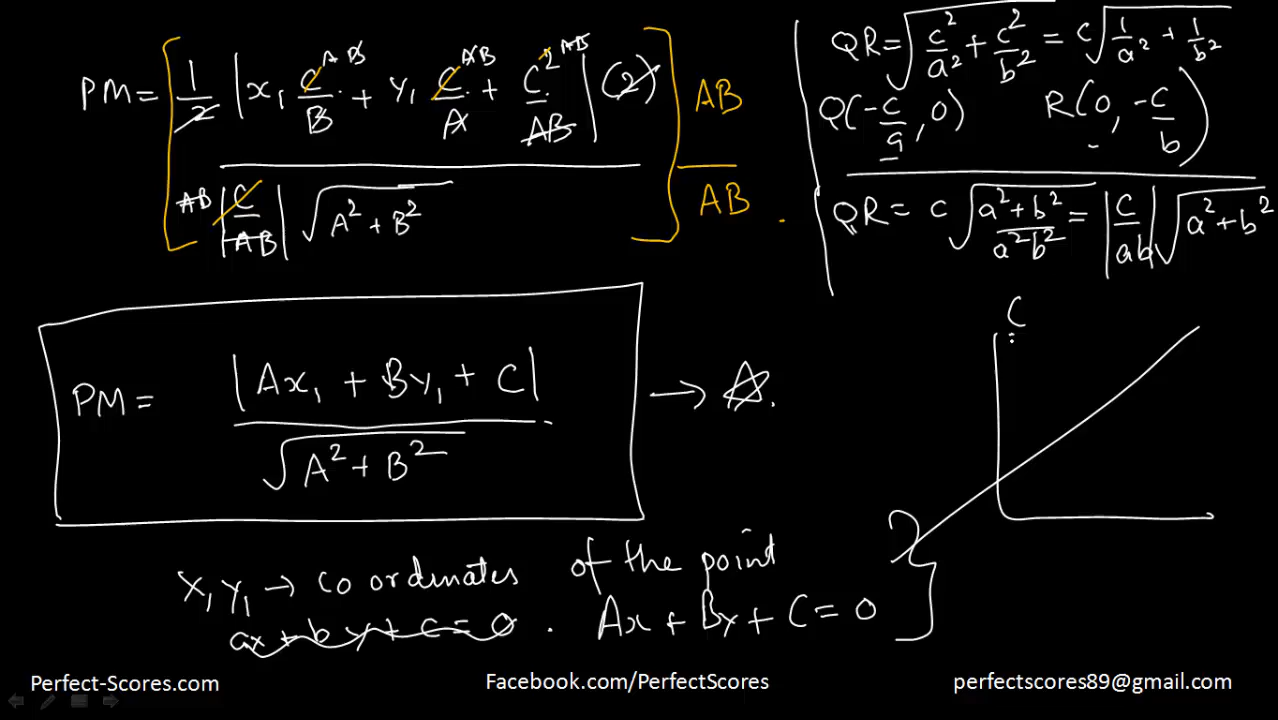 PM = [ 1/2 | x₁ C/B AB + y₁ C/A AB + C²/AB AB | (2) ] AB
AB | C/AB | √A² + B² AB
PM = |Ax₁ + By₁ + C|
√A² + B²
x₁ y₁ → co ordinates of the point
ax + by + c = 0 . Ax + By + C = 0
QR = √c²/a² + c²/b² = c√1/a² + 1/b²
Q(-c/a, 0) R(0, -c/b)
QR = c√a²+b²/a²b² = |c/ab|√a² + b²
C
Perfect-Scores.com
Facebook.com/PerfectScores
perfectscores89@gmail.com